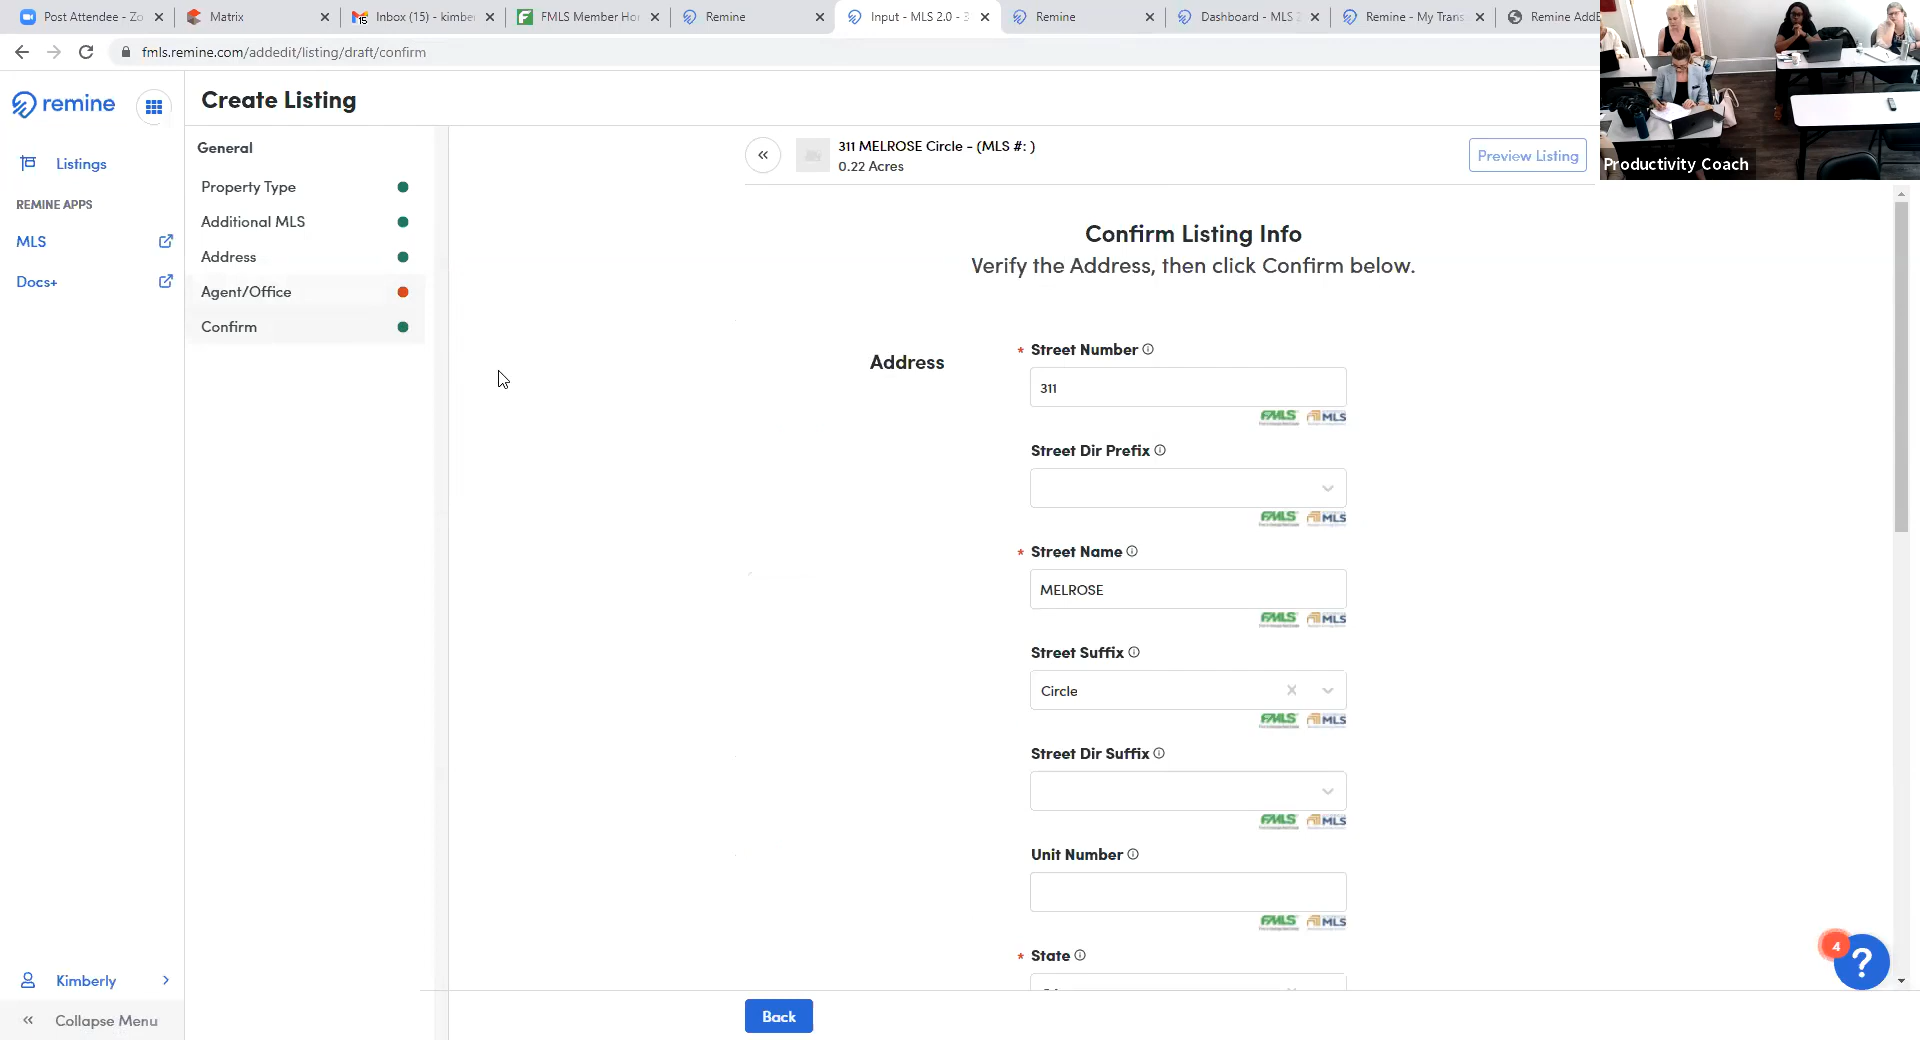 Post Attendee - Zo
Matrix
Inbox (15) - kimbe
FMLS Member Ho
Remine
Input - MLS 2.0 - 3
Remine
Dashboard - MLS 2
Remine - My Trans
Remine AddE
fmls.remine.com/addedit/listing/draft/confirm
remine
Create Listing
Listings
REMINE APPS
MLS
Docs+
Kimberly
Collapse Menu
General
Property Type
Additional MLS
Address
Agent/Office
Confirm
311 MELROSE Circle - (MLS #: )
0.22 Acres
Preview Listing
Productivity Coach
Confirm Listing Info
Verify the Address, then click Confirm below.
Address
* Street Number
311
FMLS MLS
Street Dir Prefix
FMLS MLS
* Street Name
MELROSE
FMLS MLS
Street Suffix
Circle
FMLS MLS
Street Dir Suffix
FMLS MLS
Unit Number
FMLS MLS
* State
4
?
Back